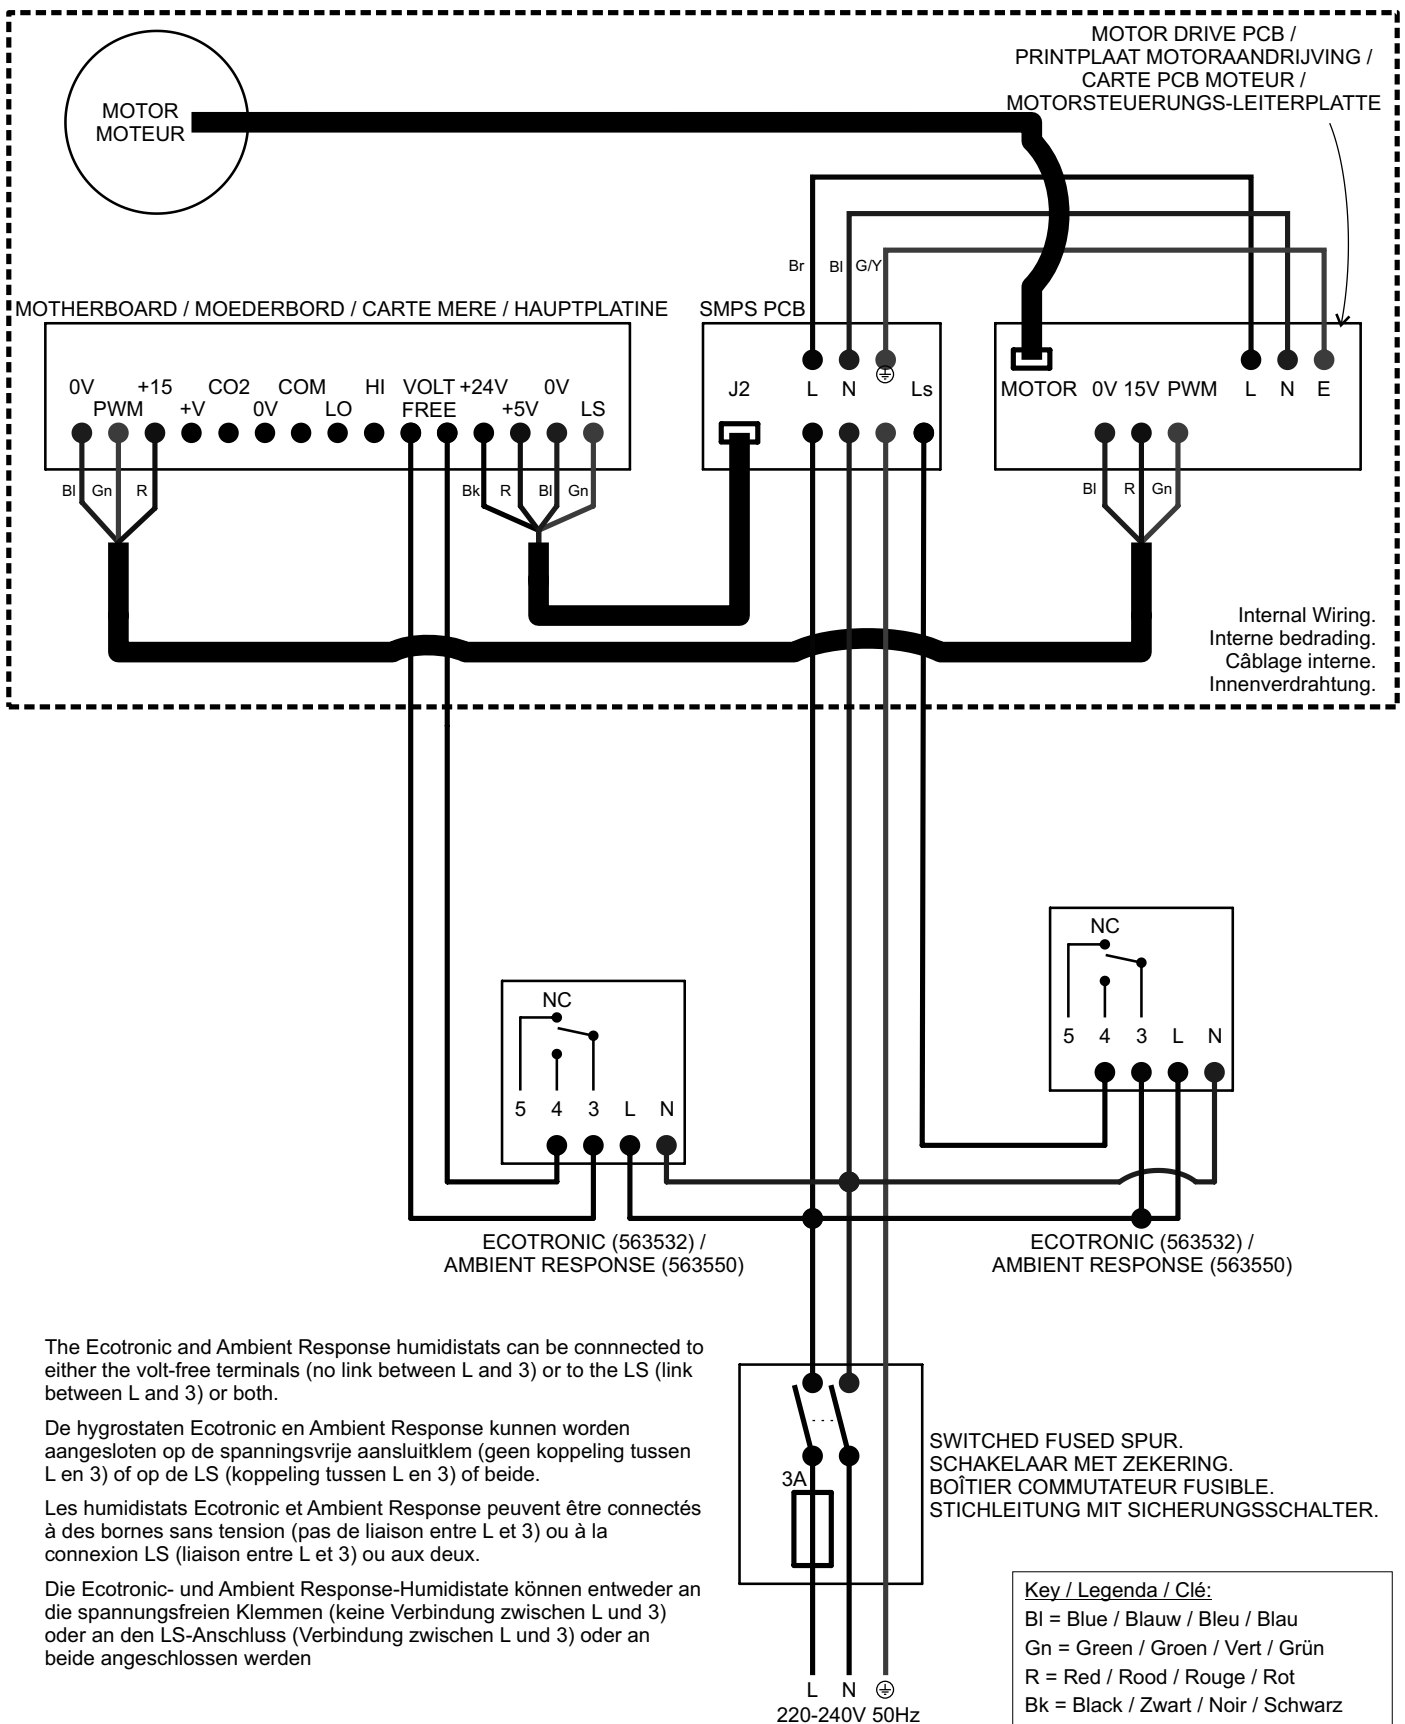 MOTOR DRIVE PCB /
PRINTPLAAT MOTORAANDRIJVING /
CARTE PCB MOTEUR /
MOTORSTEUERUNGS-LEITERPLATTE
MOTOR
MOTEUR
Br Bl G/Y
MOTHERBOARD / MOEDERBORD / CARTE MERE / HAUPTPLATINE
SMPS PCB
0V +15 CO2 COM HI VOLT +24V 0V
PWM +V 0V LO FREE +5V LS
J2 L N Ls
MOTOR 0V 15V PWM L N E
Bl Gn R Bk R Bl Gn
Bl R Gn
Internal Wiring.
Interne bedrading.
Câblage interne.
Innenverdrahtung.
NC
5 4 3 L N
NC
5 4 3 L N
ECOTRONIC (563532) /
AMBIENT RESPONSE (563550)
ECOTRONIC (563532) /
AMBIENT RESPONSE (563550)
The Ecotronic and Ambient Response humidistats can be connnected to
either the volt-free terminals (no link between L and 3) or to the LS (link
between L and 3) or both.
De hygrostaten Ecotronic en Ambient Response kunnen worden
aangesloten op de spanningsvrije aansluitklem (geen koppeling tussen
L en 3) of op de LS (koppeling tussen L en 3) of beide.
Les humidistats Ecotronic et Ambient Response peuvent être connectés
à des bornes sans tension (pas de liaison entre L et 3) ou à la
connexion LS (liaison entre L et 3) ou aux deux.
Die Ecotronic- und Ambient Response-Humidistate können entweder an
die spannungsfreien Klemmen (keine Verbindung zwischen L und 3)
oder an den LS-Anschluss (Verbindung zwischen L und 3) oder an
beide angeschlossen werden
3A
SWITCHED FUSED SPUR.
SCHAKELAAR MET ZEKERING.
BOÎTIER COMMUTATEUR FUSIBLE.
STICHLEITUNG MIT SICHERUNGSSCHALTER.
L N
220-240V 50Hz
Key / Legenda / Clé:
Bl = Blue / Blauw / Bleu / Blau
Gn = Green / Groen / Vert / Grün
R = Red / Rood / Rouge / Rot
Bk = Black / Zwart / Noir / Schwarz